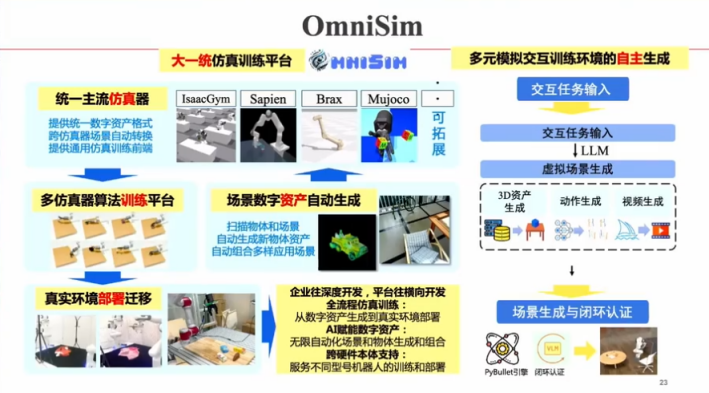 OmniSim
大一统仿真训练平台
OMNISIM
多元模拟交互训练环境的自主生成
统一主流仿真器
提供统一数字资产格式
跨仿真器场景自动转换
提供通用仿真训练前端
IsaacGym
Sapien
Brax
Mujoco
可拓展
多仿真器算法训练平台
场景数字资产自动生成
扫描物体和场景
自动生成新物体资产
自动组合多样应用场景
真实环境部署迁移
企业往深度开发，平台往横向开发
全流程仿真训练：
从数字资产生成到真实环境部署
AI赋能数字资产：
无限自动化场景和物体生成和组合
跨硬件本体支持：
服务不同型号机器人的训练和部署
交互任务输入
交互任务输入
LLM
虚拟场景生成
3D资产
生成
动作生成
视频生成
场景生成与闭环认证
VLM
PyBullet引擎
闭环认证
23